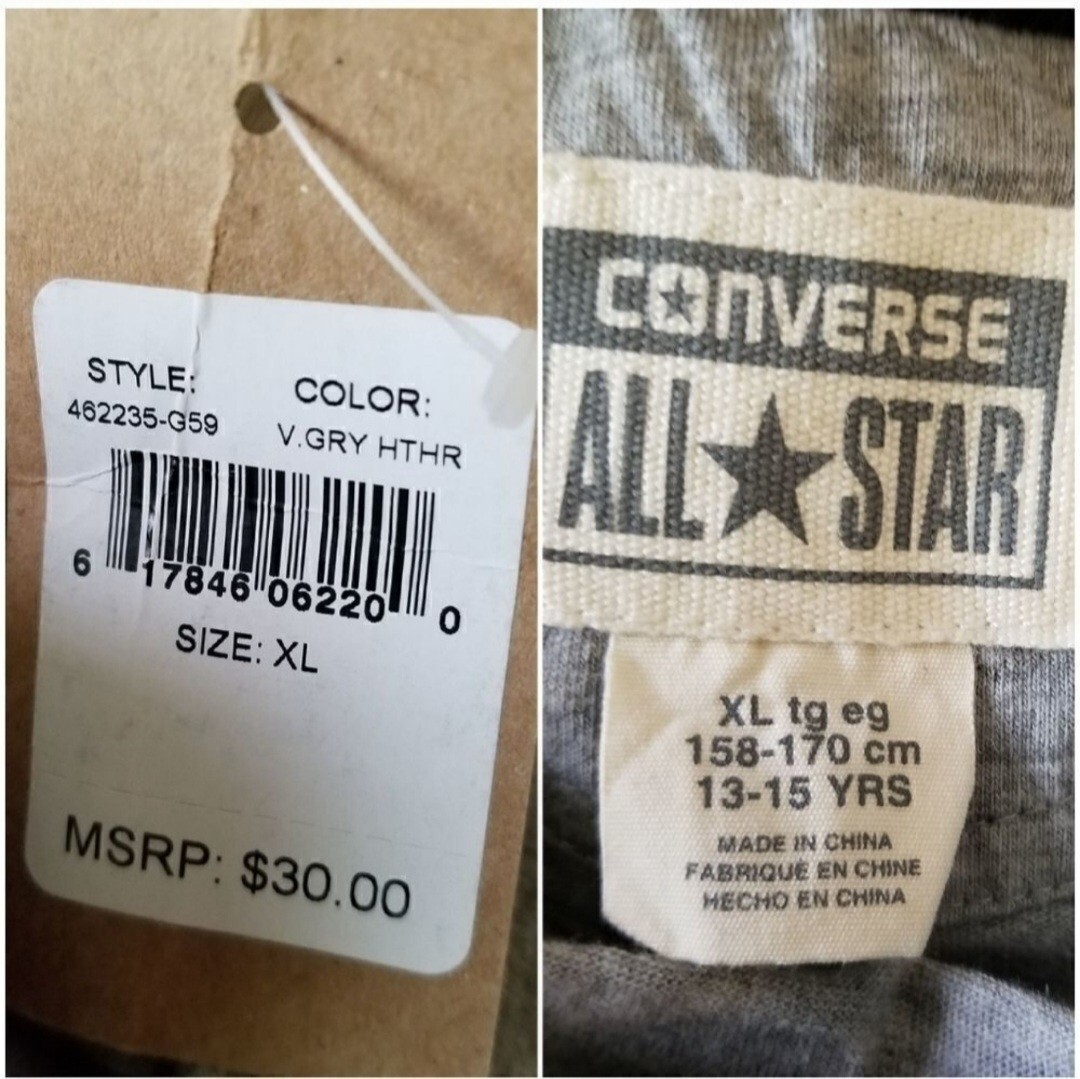 STYLE:
462235-G59
COLOR:
V.GRY HTHR
6 17846 06220 0
SIZE: XL
MSRP: $30.00
CONVERSE
ALL★STAR
XL tg eg
158-170 cm
13-15 YRS
MADE IN CHINA
FABRIQUÉ EN CHINE
HECHO EN CHINA